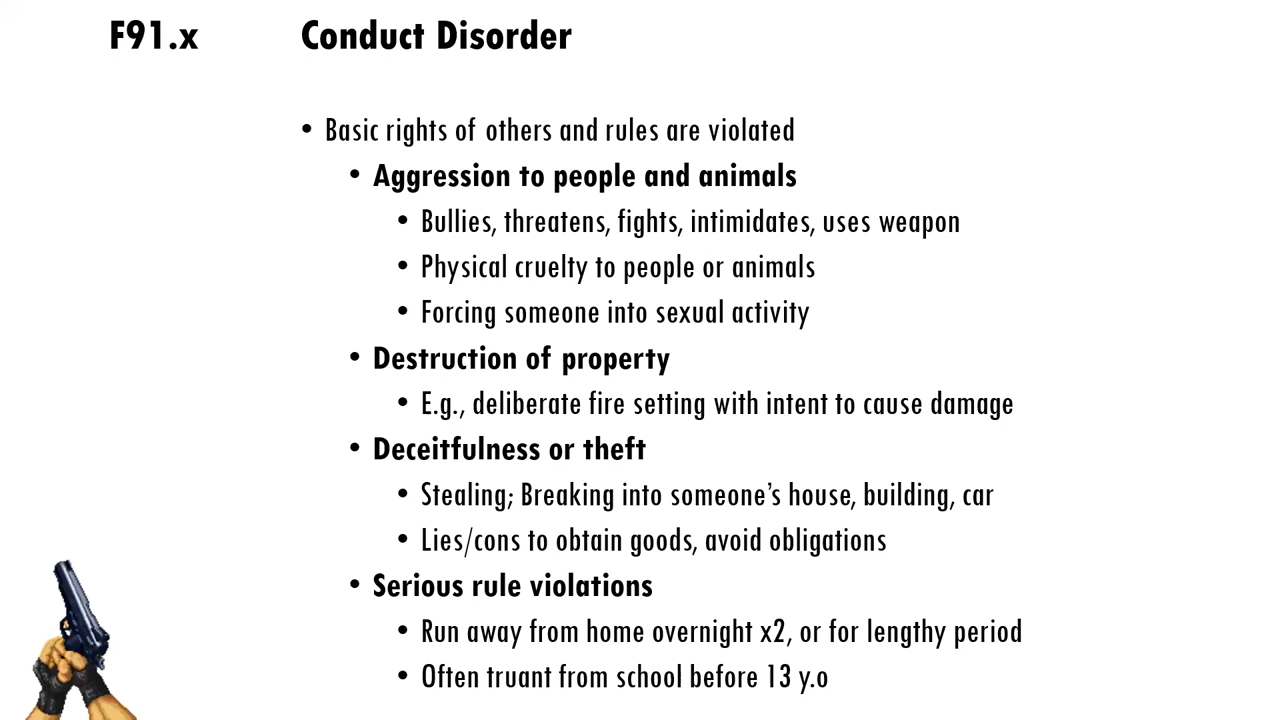 F91.x Conduct Disorder
• Basic rights of others and rules are violated
• Aggression to people and animals
• Bullies, threatens, fights, intimidates, uses weapon
• Physical cruelty to people or animals
• Forcing someone into sexual activity
• Destruction of property
• E.g., deliberate fire setting with intent to cause damage
• Deceitfulness or theft
• Stealing; Breaking into someone’s house, building, car
• Lies/cons to obtain goods, avoid obligations
• Serious rule violations
• Run away from home overnight x2, or for lengthy period
• Often truant from school before 13 y.o